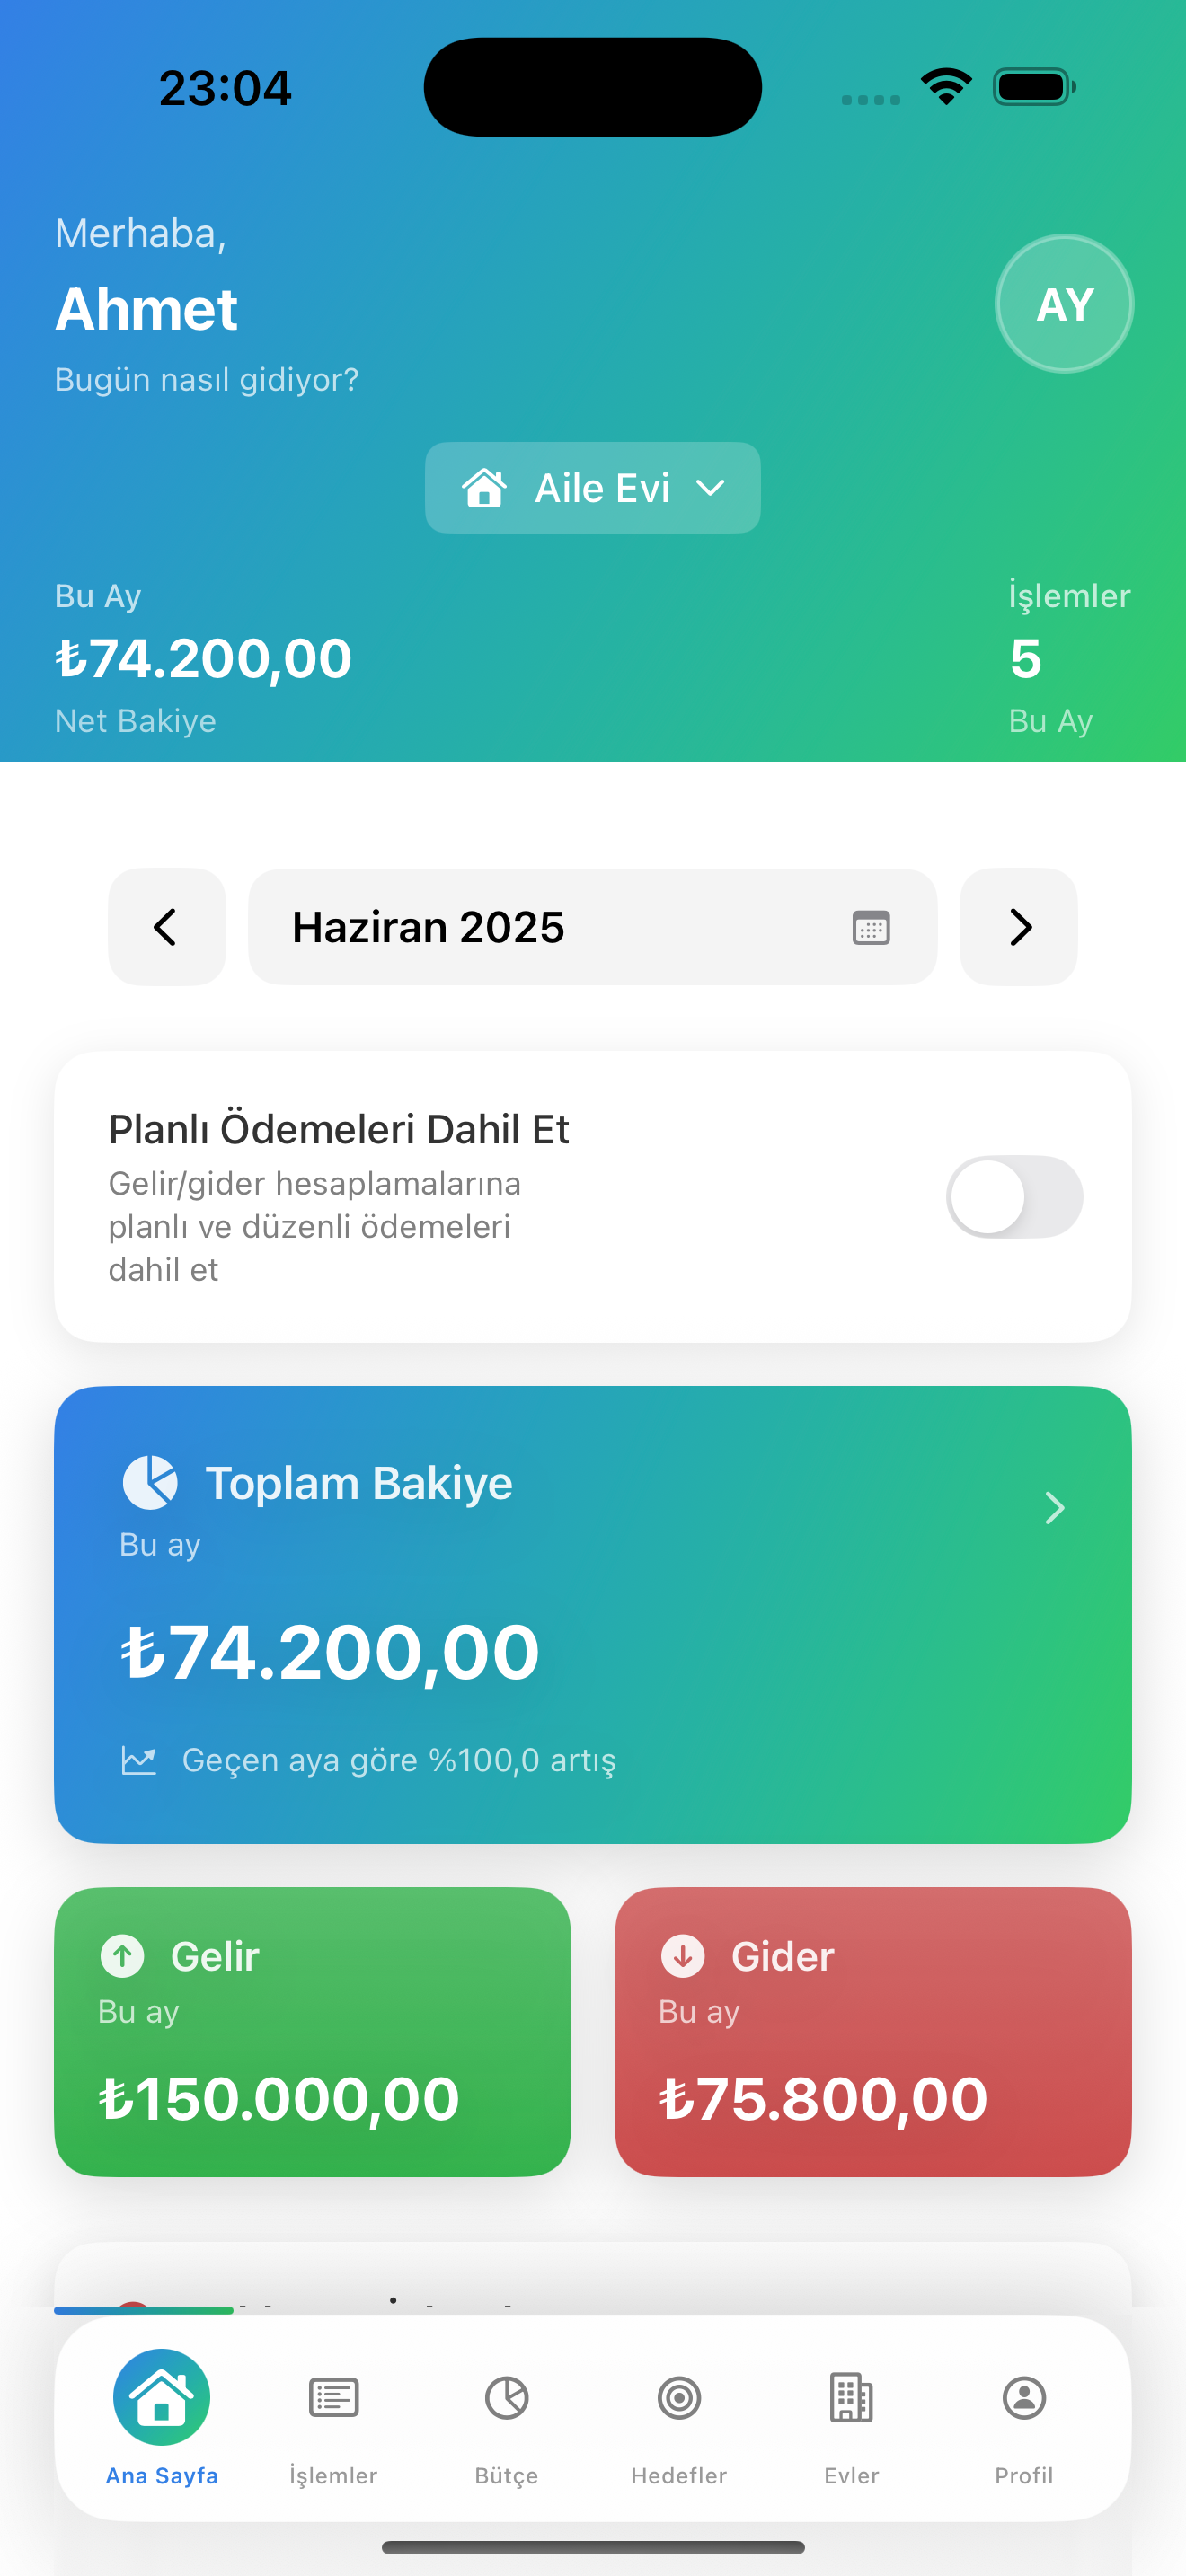 23:04
Merhaba,
Ahmet
AY
Bugün nasıl gidiyor?
Aile Evi
Bu Ay
İşlemler
₺74.200,00
5
Net Bakiye
Bu Ay
Haziran 2025
Planlı Ödemeleri Dahil Et
Gelir/gider hesaplamalarına
planlı ve düzenli ödemeleri
dahil et
Toplam Bakiye
Bu ay
₺74.200,00
Geçen aya göre %100,0 artış
Gelir
Bu ay
₺150.000,00
Gider
Bu ay
₺75.800,00
Ana Sayfa
İşlemler
Bütçe
Hedefler
Evler
Profil